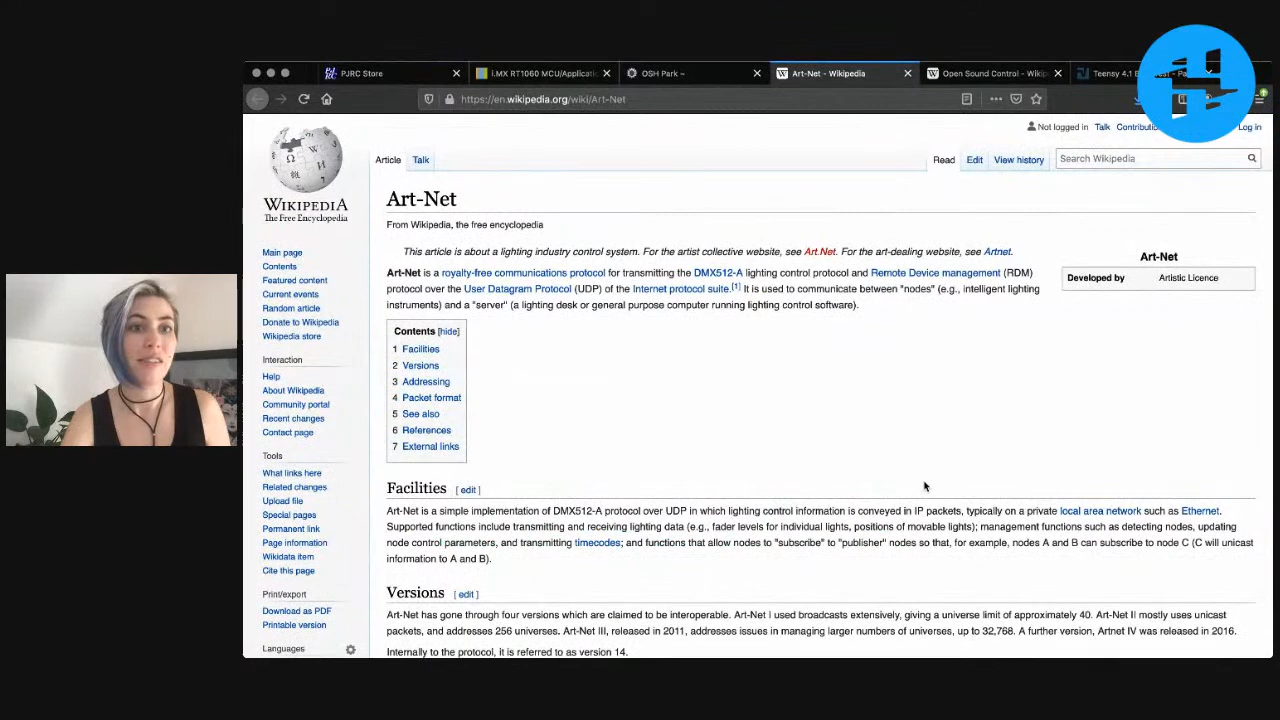 PJRC Store
i.MX RT1060 MCU/Applicatic
OSH Park ~
Art-Net - Wikipedia
Open Sound Control - Wikip
Teensy 4.1
https://en.wikipedia.org/wiki/Art-Net
Not logged in Talk Contributio Log in
Article Talk
Read Edit View history
Search Wikipedia
WIKIPEDIA
The Free Encyclopedia
Main page
Contents
Featured content
Current events
Random article
Donate to Wikipedia
Wikipedia store
Interaction
Help
About Wikipedia
Community portal
Recent changes
Contact page
Tools
What links here
Related changes
Upload file
Special pages
Permanent link
Page information
Wikidata item
Cite this page
Print/export
Download as PDF
Printable version
Languages
Art-Net
From Wikipedia, the free encyclopedia
This article is about a lighting industry control system. For the artist collective website, see Art.Net. For the art-dealing website, see Artnet.
Art-Net is a royalty-free communications protocol for transmitting the DMX512-A lighting control protocol and Remote Device management (RDM)
protocol over the User Datagram Protocol (UDP) of the Internet protocol suite.[1] It is used to communicate between "nodes" (e.g., intelligent lighting
instruments) and a "server" (a lighting desk or general purpose computer running lighting control software).
Art-Net
Developed by Artistic Licence
Contents [hide]
1 Facilities
2 Versions
3 Addressing
4 Packet format
5 See also
6 References
7 External links
Facilities [ edit ]
Art-Net is a simple implementation of DMX512-A protocol over UDP in which lighting control information is conveyed in IP packets, typically on a private local area network such as Ethernet.
Supported functions include transmitting and receiving lighting data (e.g., fader levels for individual lights, positions of movable lights); management functions such as detecting nodes, updating
node control parameters, and transmitting timecodes; and functions that allow nodes to "subscribe" to "publisher" nodes so that, for example, nodes A and B can subscribe to node C (C will unicast
information to A and B).
Versions [ edit ]
Art-Net has gone through four versions which are claimed to be interoperable. Art-Net I used broadcasts extensively, giving a universe limit of approximately 40. Art-Net II mostly uses unicast
packets, and addresses 256 universes. Art-Net III, released in 2011, addresses issues in managing larger numbers of universes, up to 32,768. A further version, Artnet IV was released in 2016.
Internally to the protocol, it is referred to as version 14.